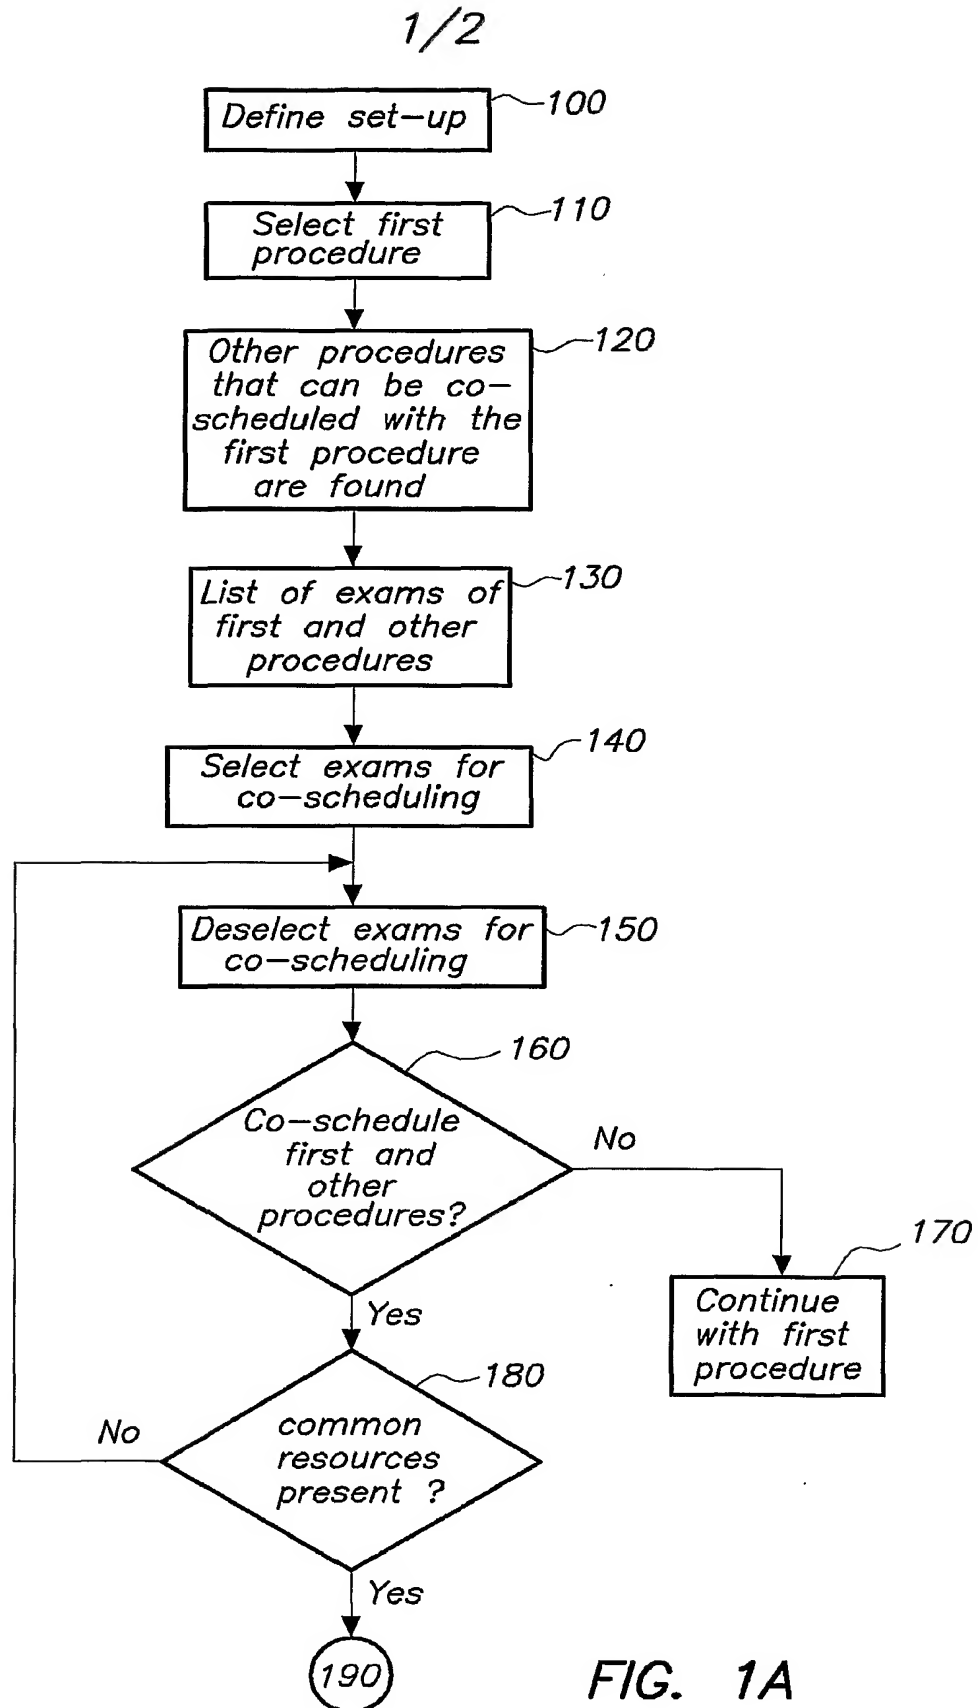 1/2
Define set-up
100
Select first
procedure
110
Other procedures
that can be co-
scheduled with the
first procedure
are found
120
List of exams of
first and other
procedures
130
Select exams for
co-scheduling
140
Deselect exams for
co-scheduling
150
Co-schedule
first and
other
procedures?
160
No
170
Continue
with first
procedure
Yes
180
common
resources
present ?
No
Yes
190
FIG. 1A